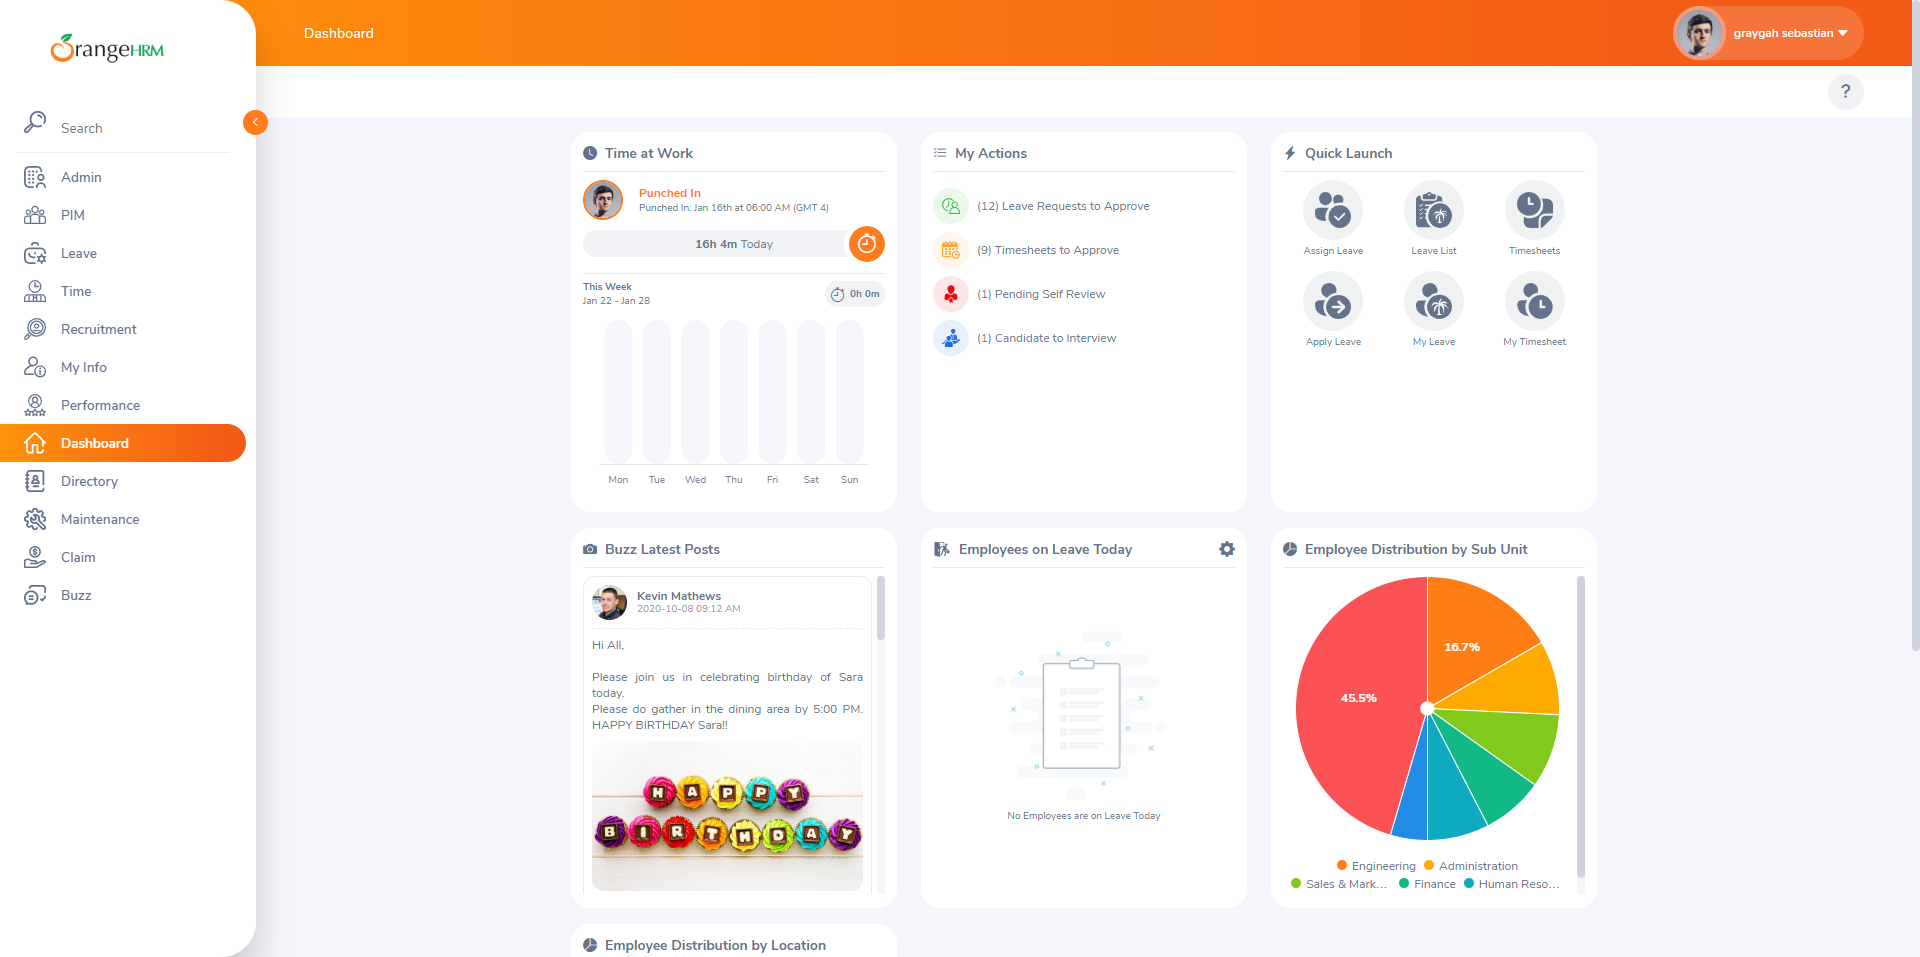 OrangeHRM
Dashboard
graygah sebastian
?
Search
Admin
PIM
Leave
Time
Recruitment
My Info
Performance
Dashboard
Directory
Maintenance
Claim
Buzz
Time at Work
Punched In
Punched In: Jan 16th at 06:00 AM (GMT 4)
16h 4m Today
This Week
Jan 22 - Jan 28
0h 0m
Mon Tue Wed Thu Fri Sat Sun
My Actions
(12) Leave Requests to Approve
(9) Timesheets to Approve
(1) Pending Self Review
(1) Candidate to Interview
Quick Launch
Assign Leave Leave List Timesheets
Apply Leave My Leave My Timesheet
Buzz Latest Posts
Kevin Mathews
2020-10-08 09:12 AM
Hi All,
Please join us in celebrating birthday of Sara
today.
Please do gather in the dining area by 5:00 PM.
HAPPY BIRTHDAY Sara!!
HAPPY
BIRTHDAY
Employees on Leave Today
No Employees are on Leave Today
Employee Distribution by Sub Unit
16.7%
45.5%
Engineering Administration
Sales & Mark... Finance Human Reso...
Employee Distribution by Location